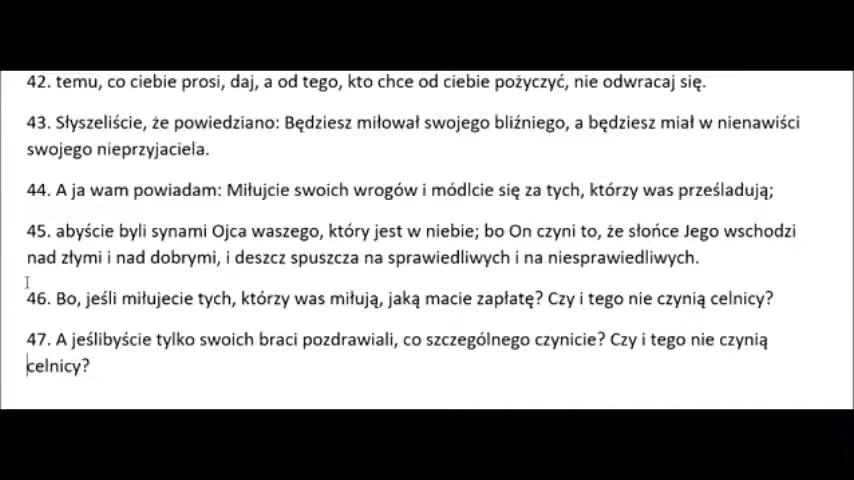 42. temu, co ciebie prosi, daj, a od tego, kto chce od ciebie pożyczyć, nie odwracaj się.
43. Słyszeliście, że powiedziano: Będziesz miłował swojego bliźniego, a będziesz miał w nienawiści
swojego nieprzyjaciela.
44. A ja wam powiadam: Miłujcie swoich wrogów i módlcie się za tych, którzy was prześladują;
45. abyście byli synami Ojca waszego, który jest w niebie; bo On czyni to, że słońce Jego wschodzi
nad złymi i nad dobrymi, i deszcz spuszcza na sprawiedliwych i na niesprawiedliwych.
46. Bo, jeśli miłujecie tych, którzy was miłują, jaką macie zapłatę? Czy i tego nie czynią celnicy?
47. A jeślibyście tylko swoich braci pozdrawiali, co szczególnego czynicie? Czy i tego nie czynią
celnicy?